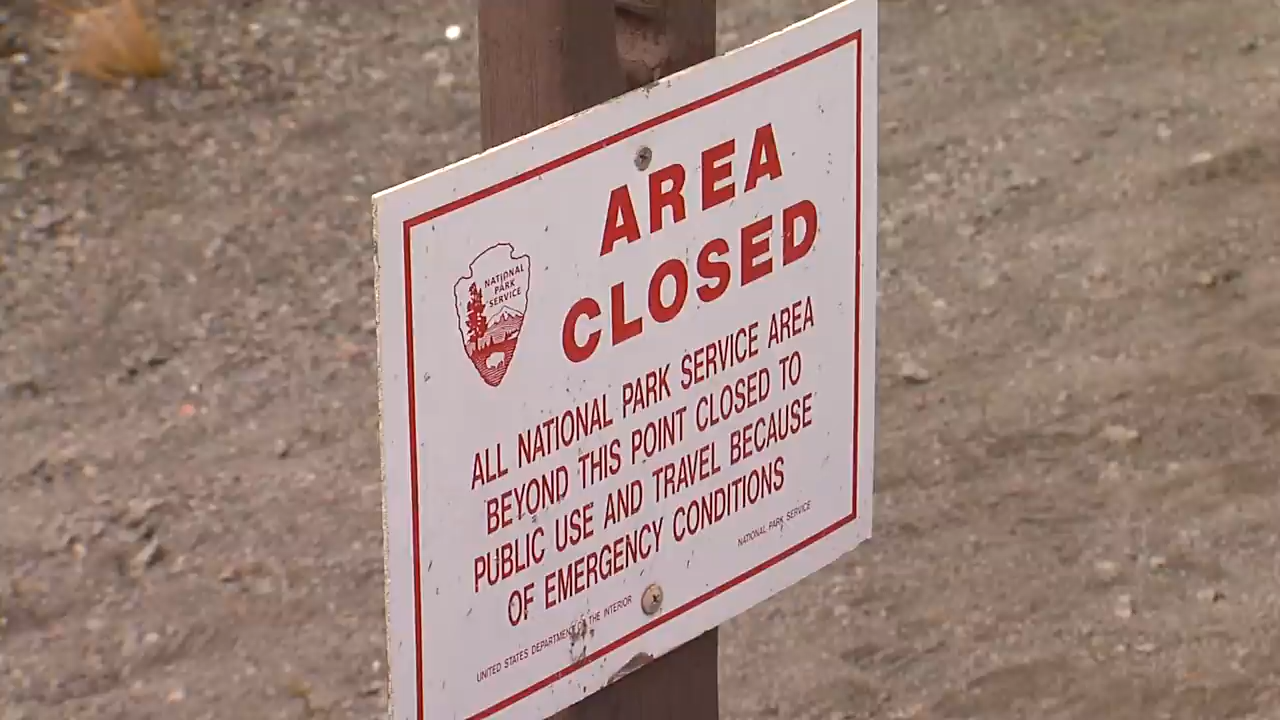 AREA
CLOSED
NATIONAL
PARK
SERVICE
ALL NATIONAL PARK SERVICE AREA
BEYOND THIS POINT CLOSED TO
PUBLIC USE AND TRAVEL BECAUSE
OF EMERGENCY CONDITIONS
UNITED STATES DEPARTMENT OF THE INTERIOR
NATIONAL PARK SERVICE